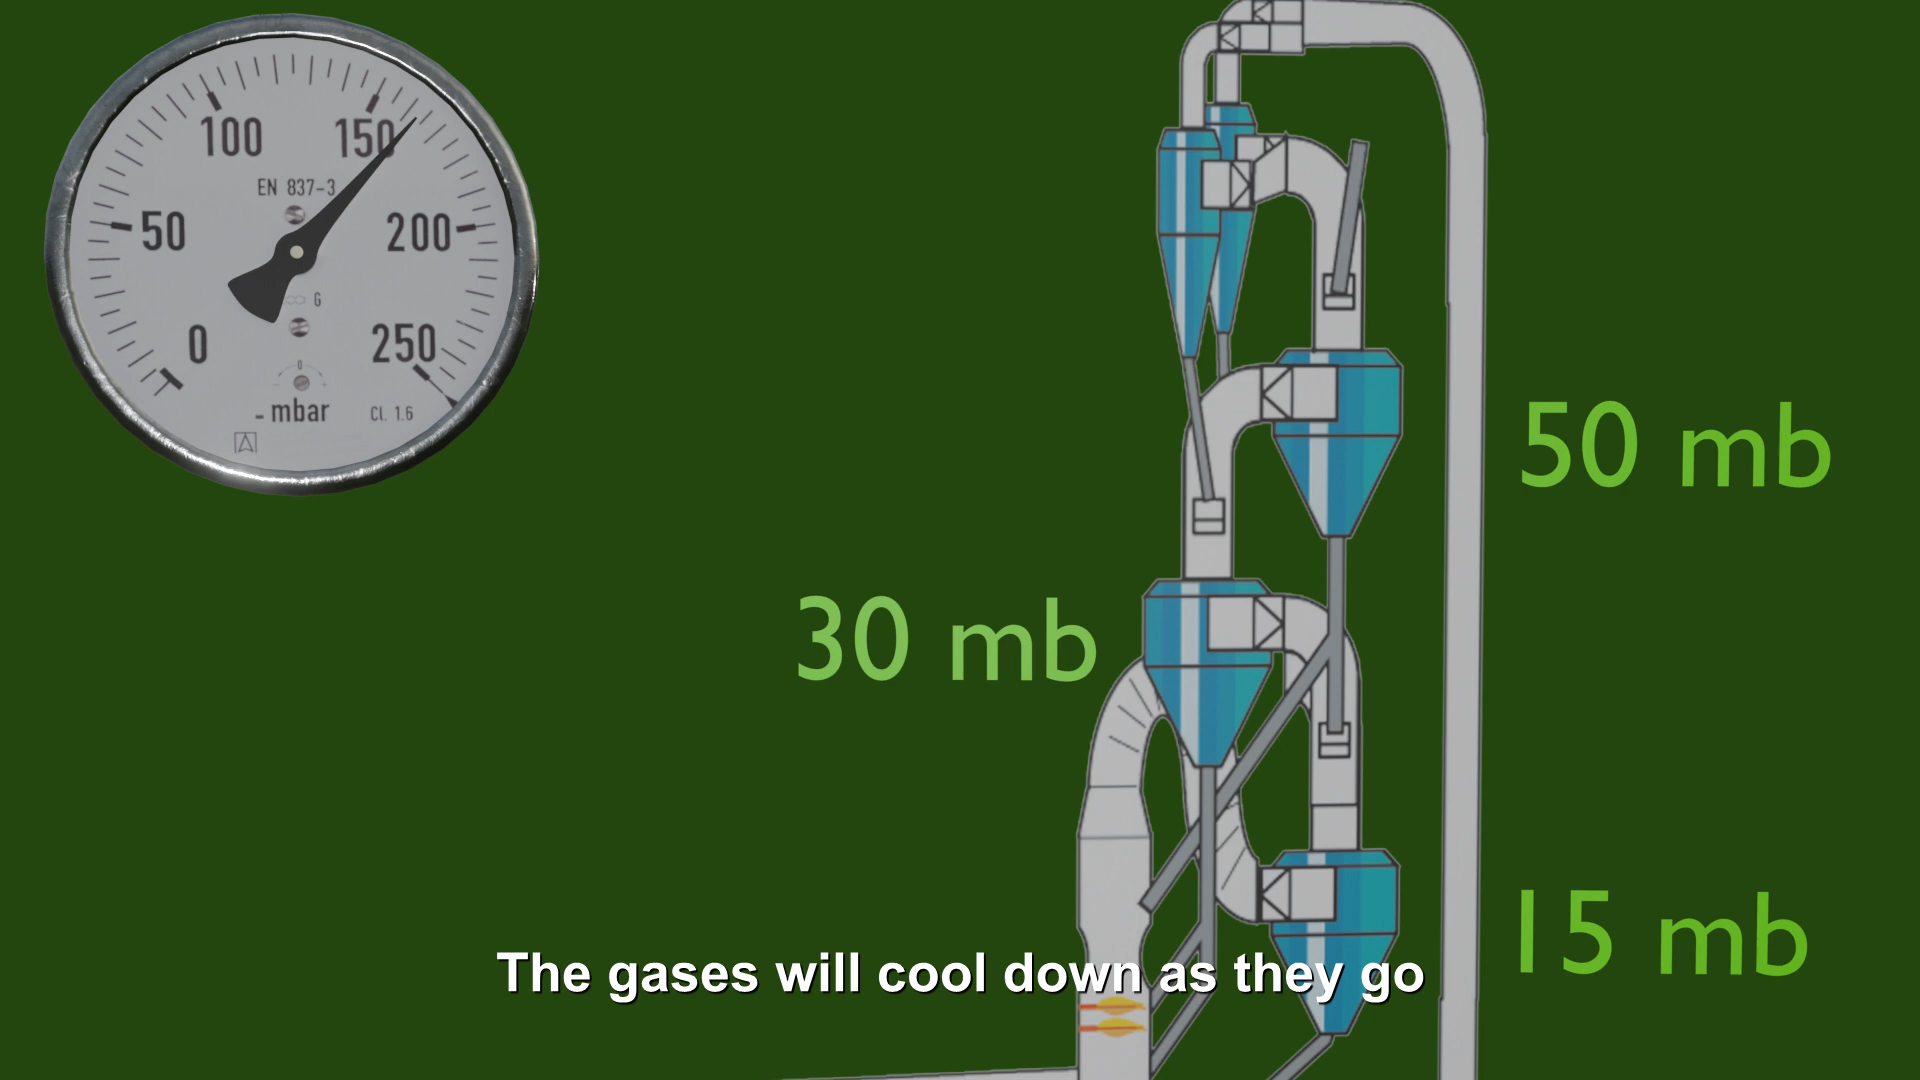 100
150
EN 837-3
50
200
G
0
250
0
- mbar
Cl. 1.6
50 mb
30 mb
15 mb
The gases will cool down as they go